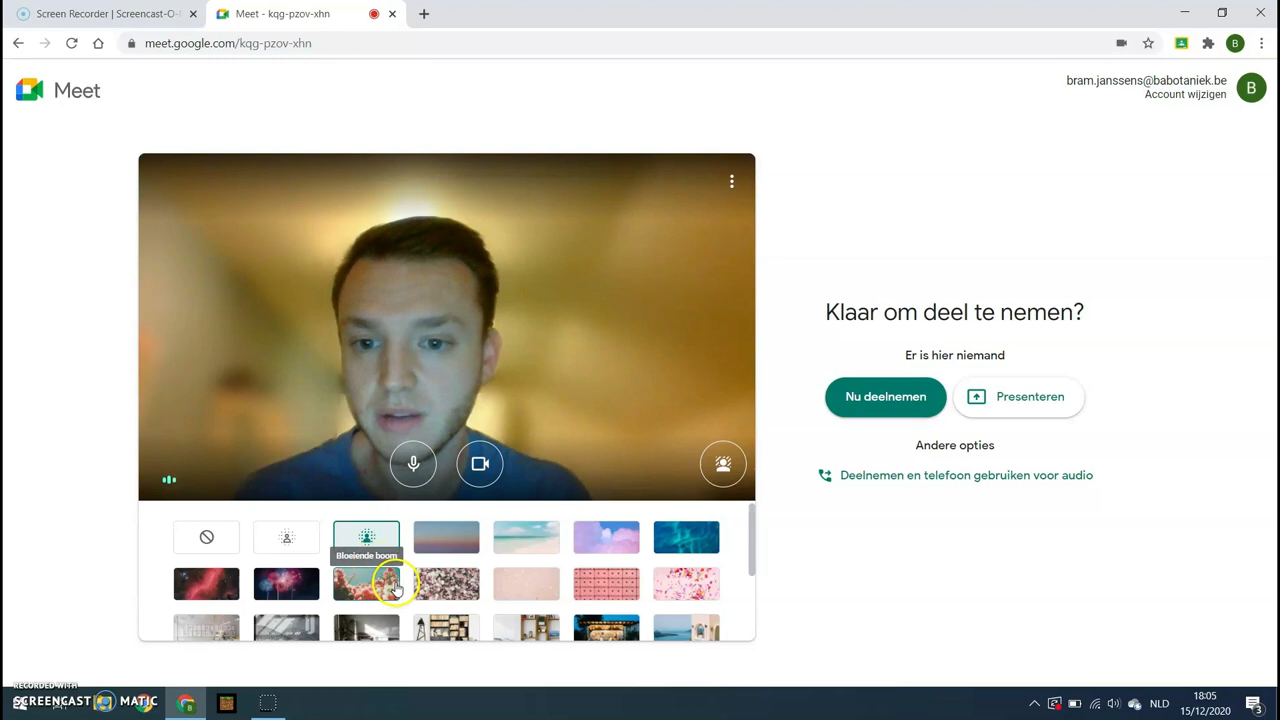 Screen Recorder | Screencast-O-
Meet - kqg-pzov-xhn
meet.google.com/kqg-pzov-xhn
B
Meet
bram.janssens@babotaniek.be
Account wijzigen
B
Klaar om deel te nemen?
Er is hier niemand
Nu deelnemen
Presenteren
Andere opties
Deelnemen en telefoon gebruiken voor audio
Bloeiende boom
RECORDED WITH
SCREENCAST MATIC
NLD
18:05
15/12/2020
3